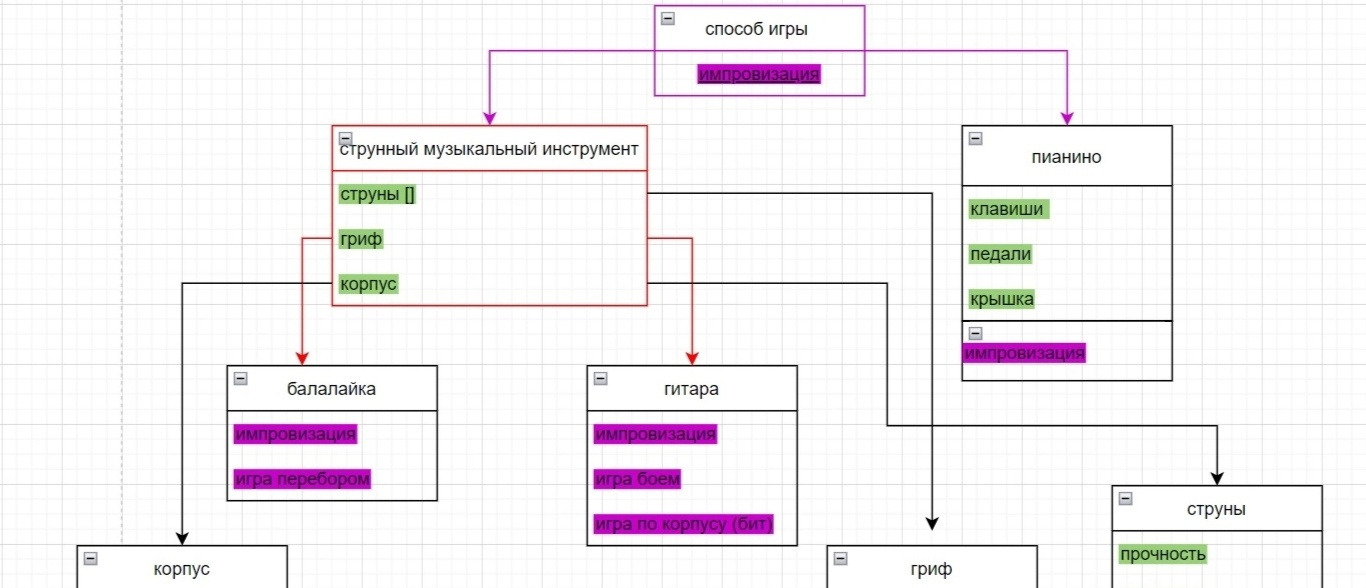 способ игры
импровизация
струнный музыкальный инструмент
струны []
гриф
корпус
пианино
клавиши
педали
крышка
импровизация
балалайка
импровизация
игра перебором
гитара
импровизация
игра боем
игра по корпусу (бит)
струны
прочность
корпус
гриф